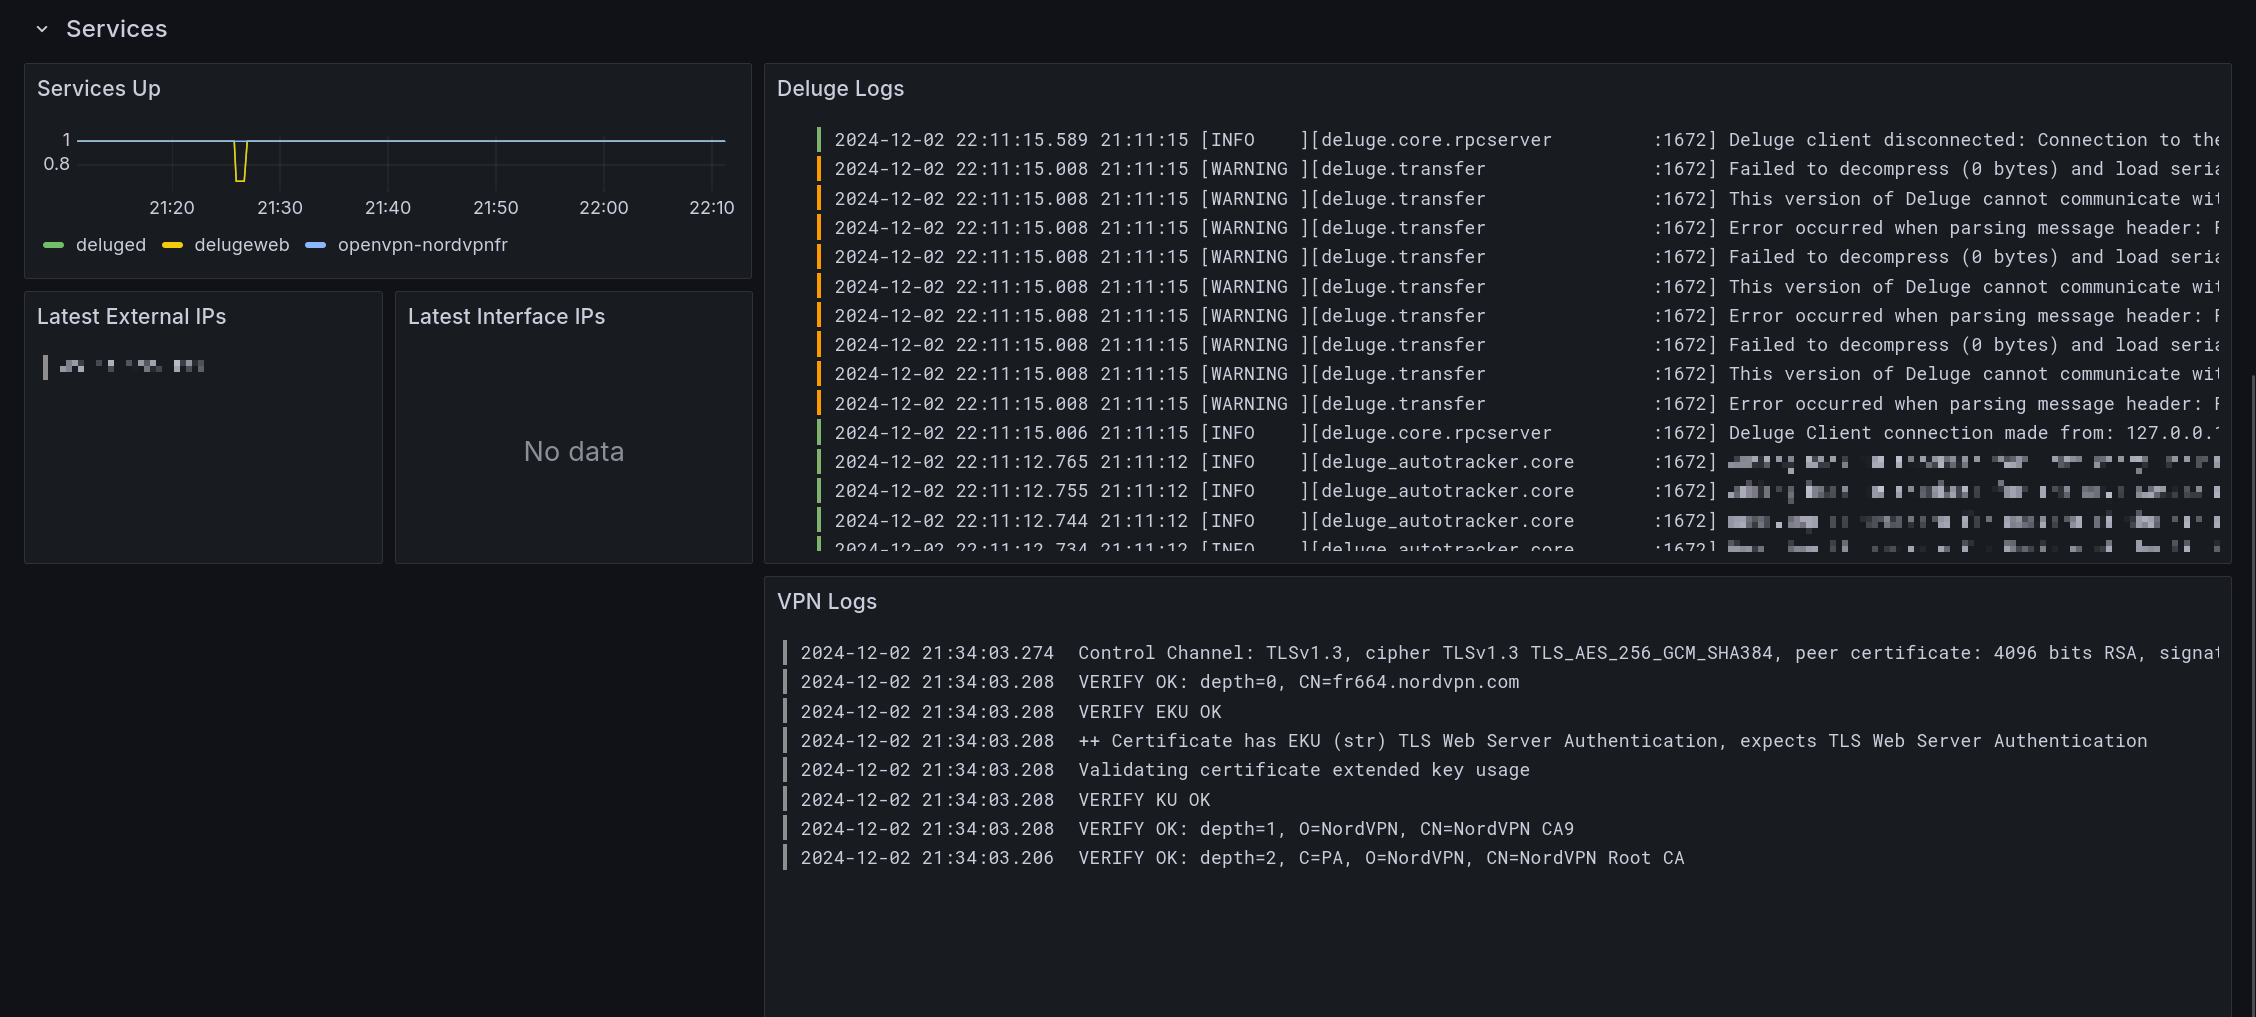 Services
Services Up
1
0.8
21:20 21:30 21:40 21:50 22:00 22:10
deluged delugeweb openvpn-nordvpnfr
Latest External IPs
Latest Interface IPs
No data
Deluge Logs
2024-12-02 22:11:15.589 21:11:15 [INFO    ][deluge.core.rpcserver         :1672] Deluge client disconnected: Connection to the
2024-12-02 22:11:15.008 21:11:15 [WARNING ][deluge.transfer               :1672] Failed to decompress (0 bytes) and load seria
2024-12-02 22:11:15.008 21:11:15 [WARNING ][deluge.transfer               :1672] This version of Deluge cannot communicate wit
2024-12-02 22:11:15.008 21:11:15 [WARNING ][deluge.transfer               :1672] Error occurred when parsing message header:
2024-12-02 22:11:15.008 21:11:15 [WARNING ][deluge.transfer               :1672] Failed to decompress (0 bytes) and load seria
2024-12-02 22:11:15.008 21:11:15 [WARNING ][deluge.transfer               :1672] This version of Deluge cannot communicate wit
2024-12-02 22:11:15.008 21:11:15 [WARNING ][deluge.transfer               :1672] Error occurred when parsing message header:
2024-12-02 22:11:15.008 21:11:15 [WARNING ][deluge.transfer               :1672] Failed to decompress (0 bytes) and load seria
2024-12-02 22:11:15.008 21:11:15 [WARNING ][deluge.transfer               :1672] This version of Deluge cannot communicate wit
2024-12-02 22:11:15.008 21:11:15 [WARNING ][deluge.transfer               :1672] Error occurred when parsing message header:
2024-12-02 22:11:15.006 21:11:15 [INFO    ][deluge.core.rpcserver         :1672] Deluge Client connection made from: 127.0.0.1
2024-12-02 22:11:12.765 21:11:12 [INFO    ][deluge_autotracker.core       :1672]
2024-12-02 22:11:12.755 21:11:12 [INFO    ][deluge_autotracker.core       :1672]
2024-12-02 22:11:12.744 21:11:12 [INFO    ][deluge_autotracker.core       :1672]
2024-12-02 22:11:12.734 21:11:12 [INFO    ][deluge_autotracker.core       :1672]
VPN Logs
2024-12-02 21:34:03.274 Control Channel: TLSv1.3, cipher TLSv1.3 TLS_AES_256_GCM_SHA384, peer certificate: 4096 bits RSA, signat
2024-12-02 21:34:03.208 VERIFY OK: depth=0, CN=fr664.nordvpn.com
2024-12-02 21:34:03.208 VERIFY EKU OK
2024-12-02 21:34:03.208 ++ Certificate has EKU (str) TLS Web Server Authentication, expects TLS Web Server Authentication
2024-12-02 21:34:03.208 Validating certificate extended key usage
2024-12-02 21:34:03.208 VERIFY KU OK
2024-12-02 21:34:03.208 VERIFY OK: depth=1, O=NordVPN, CN=NordVPN CA9
2024-12-02 21:34:03.206 VERIFY OK: depth=2, C=PA, O=NordVPN, CN=NordVPN Root CA